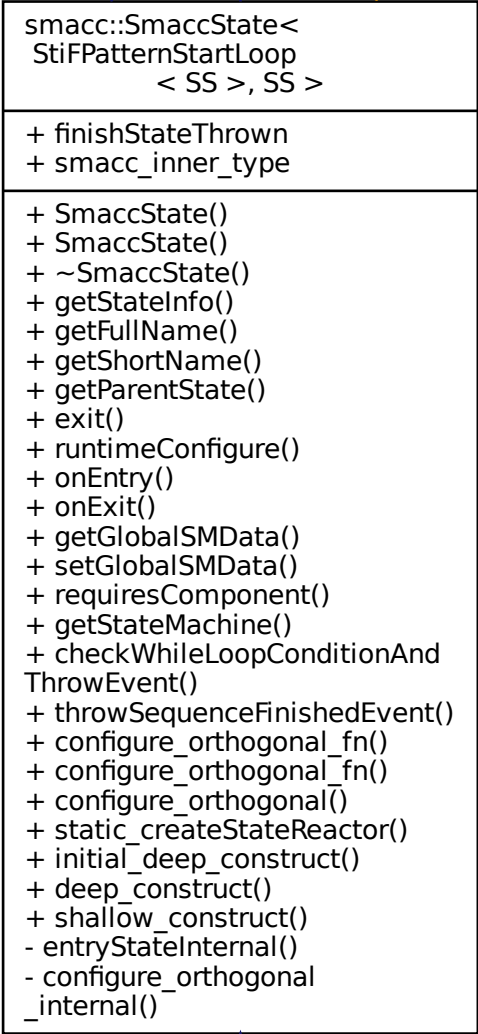 smacc::SmaccState<
StiFPatternStartLoop
< SS >, SS >
+ finishStateThrown
+ smacc_inner_type
+ SmaccState()
+ SmaccState()
+ ~SmaccState()
+ getStateInfo()
+ getFullName()
+ getShortName()
+ getParentState()
+ exit()
+ runtimeConfigure()
+ onEntry()
+ onExit()
+ getGlobalSMData()
+ setGlobalSMData()
+ requiresComponent()
+ getStateMachine()
+ checkWhileLoopConditionAnd
ThrowEvent()
+ throwSequenceFinishedEvent()
+ configure_orthogonal_fn()
+ configure_orthogonal_fn()
+ configure_orthogonal()
+ static_createStateReactor()
+ initial_deep_construct()
+ deep_construct()
+ shallow_construct()
- entryStateInternal()
- configure_orthogonal
_internal()